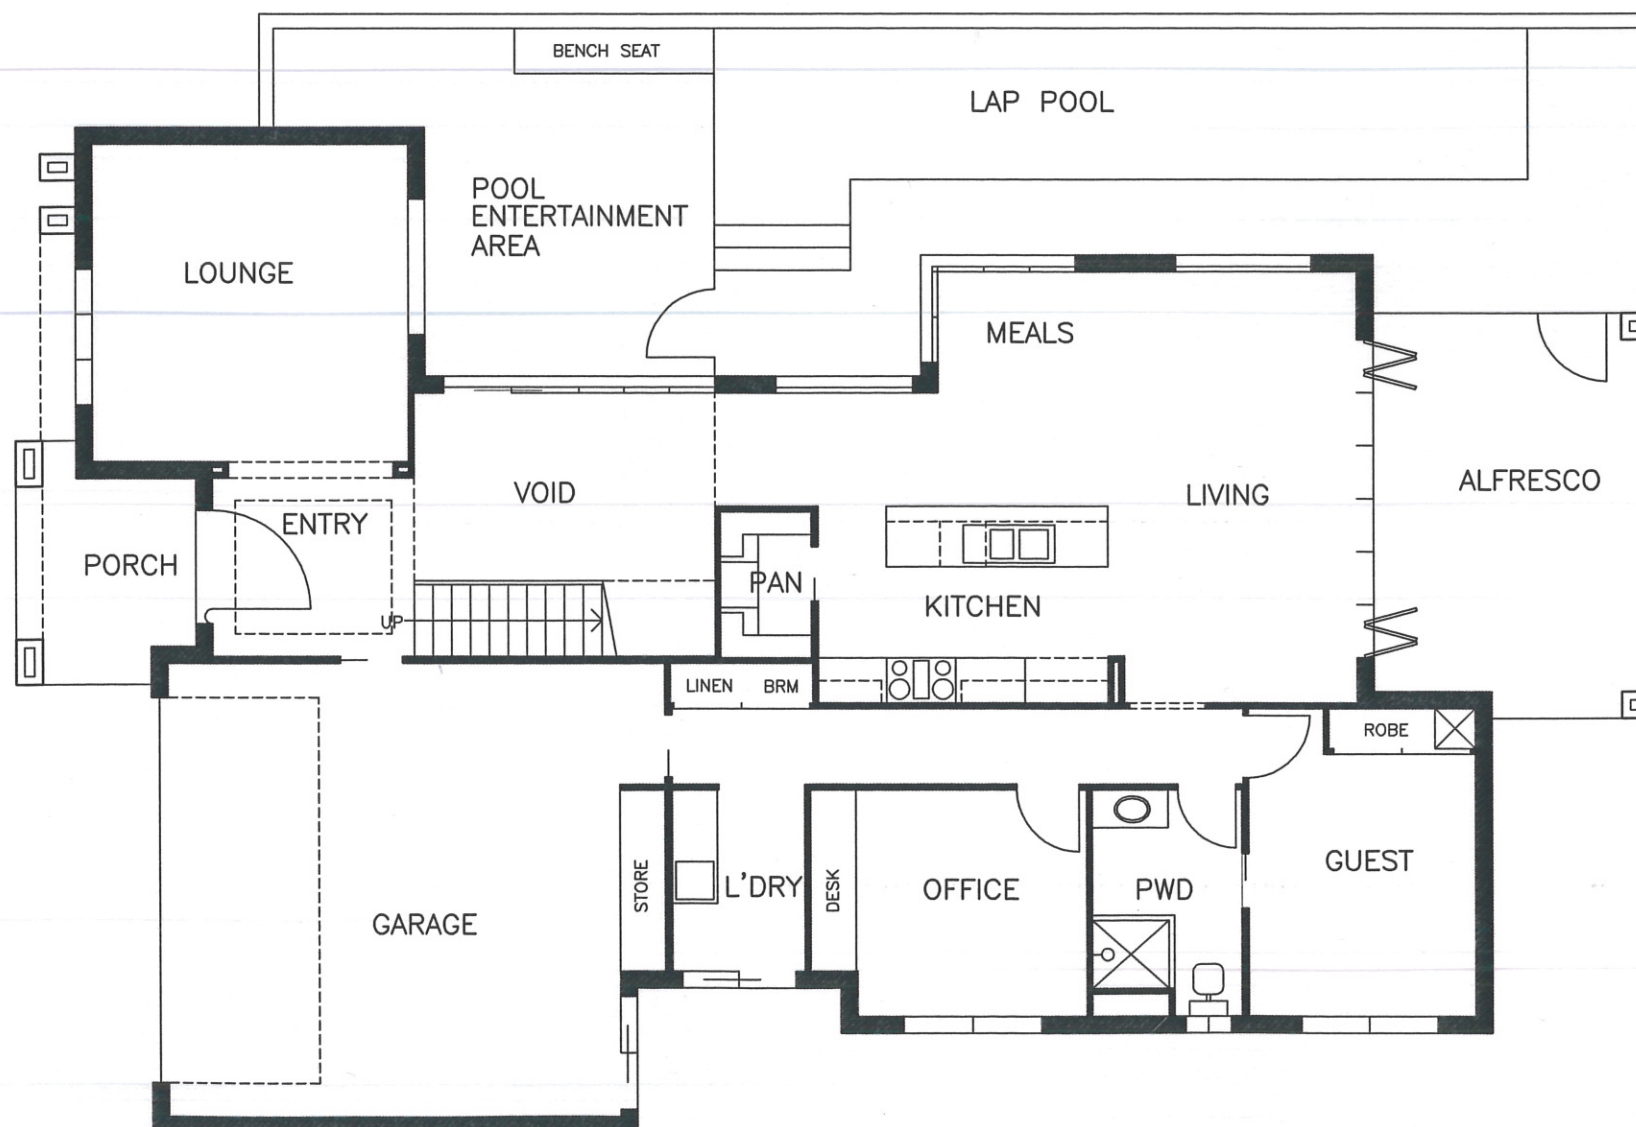 BENCH SEAT
LAP POOL
POOL
ENTERTAINMENT
AREA
LOUNGE
MEALS
VOID
LIVING
ALFRESCO
ENTRY
PORCH
PAN
KITCHEN
UP
LINEN
BRM
ROBE
STORE
L'DRY
DESK
OFFICE
PWD
GUEST
GARAGE